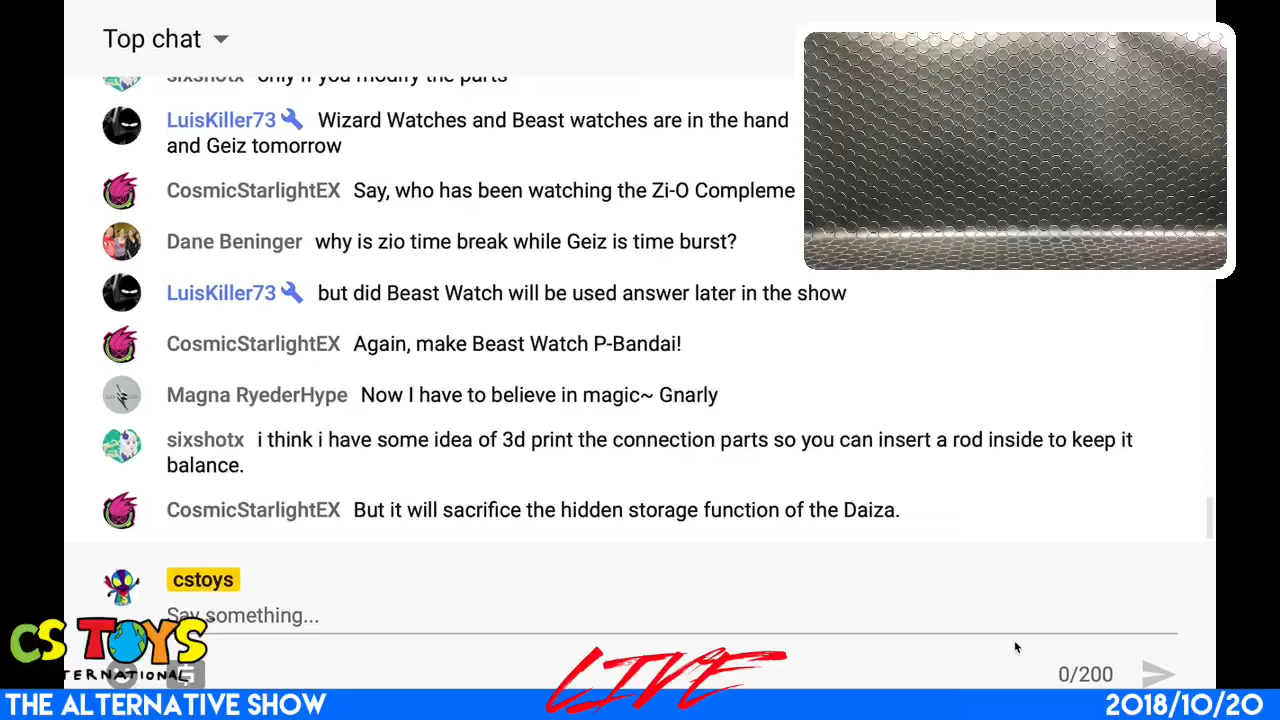 Top chat
sixshotx only if you modify the parts
LuisKiller73 Wizard Watches and Beast watches are in the hand
and Geiz tomorrow
CosmicStarlightEX Say, who has been watching the Zi-O Compleme
Dane Beninger why is zio time break while Geiz is time burst?
LuisKiller73 but did Beast Watch will be used answer later in the show
CosmicStarlightEX Again, make Beast Watch P-Bandai!
Magna RyederHype Now I have to believe in magic~ Gnarly
sixshotx i think i have some idea of 3d print the connection parts so you can insert a rod inside to keep it
balance.
CosmicStarlightEX But it will sacrifice the hidden storage function of the Daiza.
cstoys
Say something...
CS TOYS
INTERNATIONAL
LIVE
0/200
THE ALTERNATIVE SHOW
2018/10/20